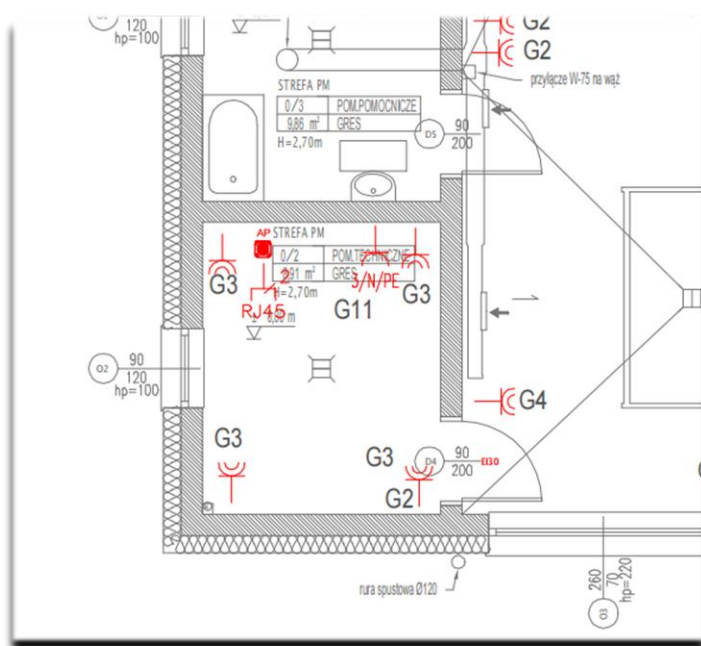 120
hp=100
G2
G2
przyłącze W-75 na wąż
STREFA PM
0/3 POM.POMOCNICZE
9,86 m² GRES
H=2,70m
D5
90
200
AP STREFA PM
0/2 POM.TECHNICZNE
GRES
H=2,70m
2
3/N/PE
G3
G3
RJ45
G11
m
O2
90
120
hp=100
G4
G3
G3
D4
90
200
EI30
G2
rura spustowa Ø120
260
70
hp=220
O3